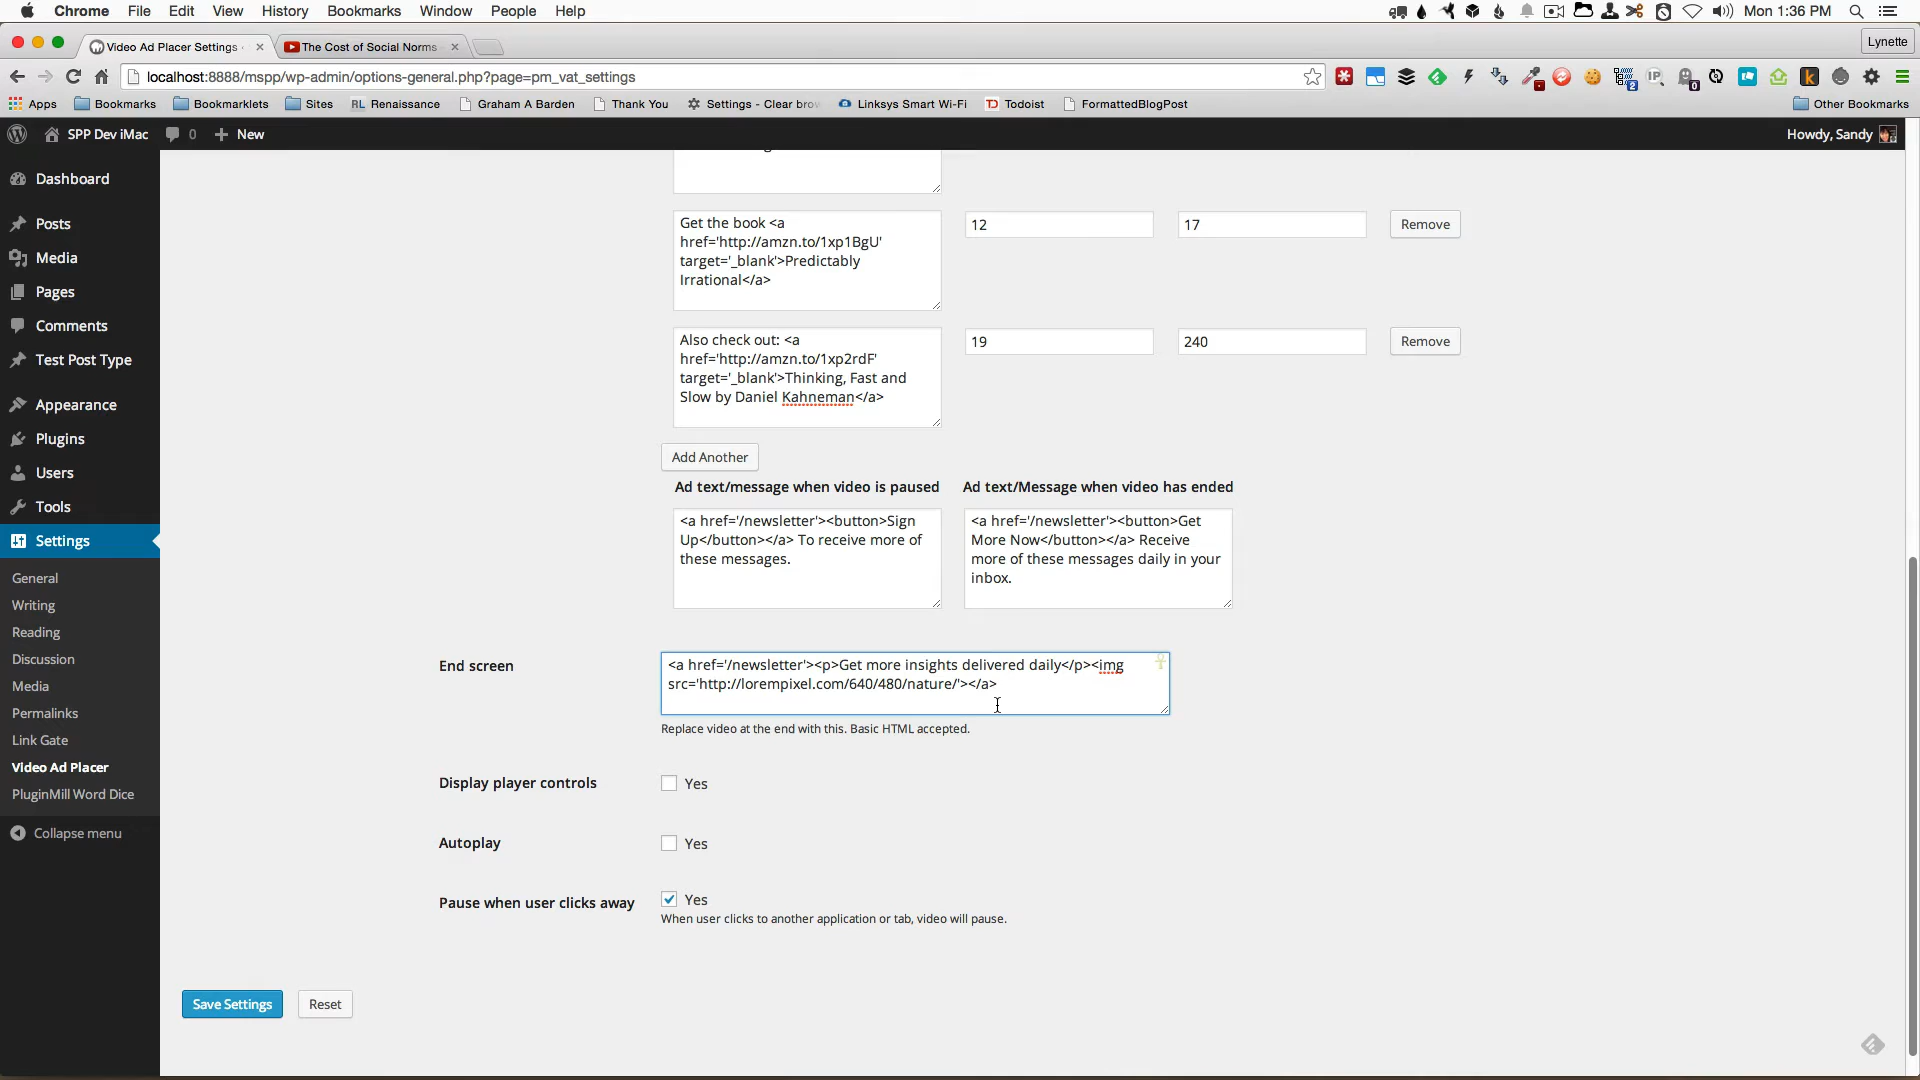 Chrome File Edit View History Bookmarks Window People Help Mon 1:36 PM
Video Ad Placer Settings
The Cost of Social Norms
Lynette
localhost:8888/mspp/wp-admin/options-general.php?page=pm_vat_settings
Apps Bookmarks Bookmarklets Sites RL Renaissance Graham A Barden Thank You Settings - Clear bro Linksys Smart Wi-Fi TD Todoist FormattedBlogPost Other Bookmarks
SPP Dev iMac 0 New Howdy, Sandy
Dashboard
Posts
Media
Pages
Comments
Test Post Type
Appearance
Plugins
Users
Tools
Settings
General
Writing
Reading
Discussion
Media
Permalinks
Link Gate
Video Ad Placer
PluginMill Word Dice
Collapse menu
Get the book <a
href='http://amzn.to/1xp1BgU'
target='_blank'>Predictably
Irrational</a>
12
17
Remove
Also check out: <a
href='http://amzn.to/1xp2rdF'
target='_blank'>Thinking, Fast and
Slow by Daniel Kahneman</a>
19
240
Remove
Add Another
Ad text/message when video is paused
Ad text/Message when video has ended
<a href='/newsletter'><button>Sign
Up</button></a> To receive more of
these messages.
<a href='/newsletter'><button>Get
More Now</button></a> Receive
more of these messages daily in your
inbox.
End screen
<a href='/newsletter'><p>Get more insights delivered daily</p><img
src='http://lorempixel.com/640/480/nature/'></a>
Replace video at the end with this. Basic HTML accepted.
Display player controls
Yes
Autoplay
Yes
Pause when user clicks away
Yes
When user clicks to another application or tab, video will pause.
Save Settings
Reset